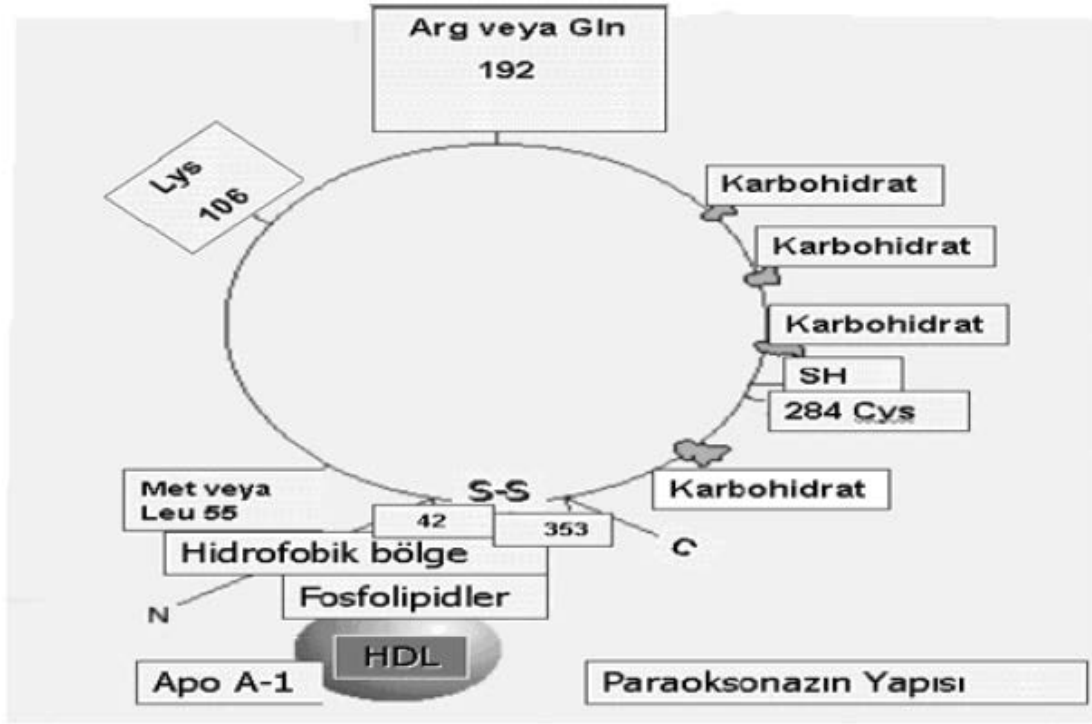 Arg veya Gln
192
Lys
106
Karbohidrat
Karbohidrat
Karbohidrat
SH
284 Cys
Karbohidrat
Met veya
Leu 55
S-S
42
353
C
Hidrofobik bölge
Fosfolipidler
N
HDL
Apo A-1
Paraoksonazın Yapısı